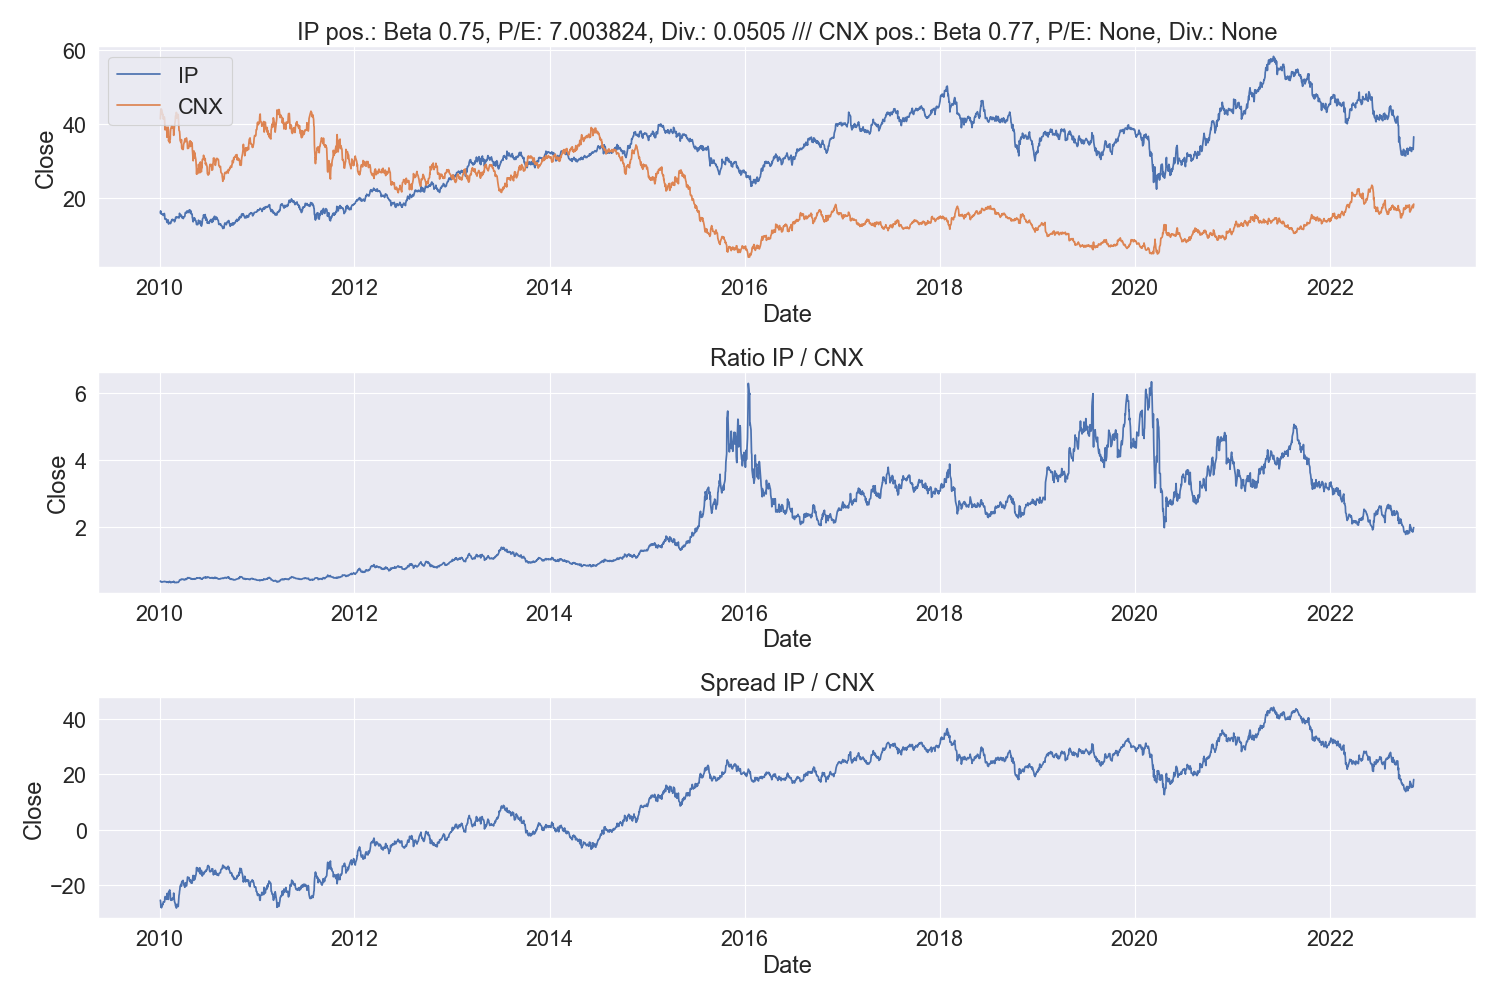 IP pos.: Beta 0.75, P/E: 7.003824, Div.: 0.0505 /// CNX pos.: Beta 0.77, P/E: None, Div.: None
60
40
20
Close
IP
CNX
2010 2012 2014 2016 2018 2020 2022
Date
Ratio IP / CNX
6
4
2
Close
2010 2012 2014 2016 2018 2020 2022
Date
Spread IP / CNX
40
20
0
−20
Close
2010 2012 2014 2016 2018 2020 2022
Date